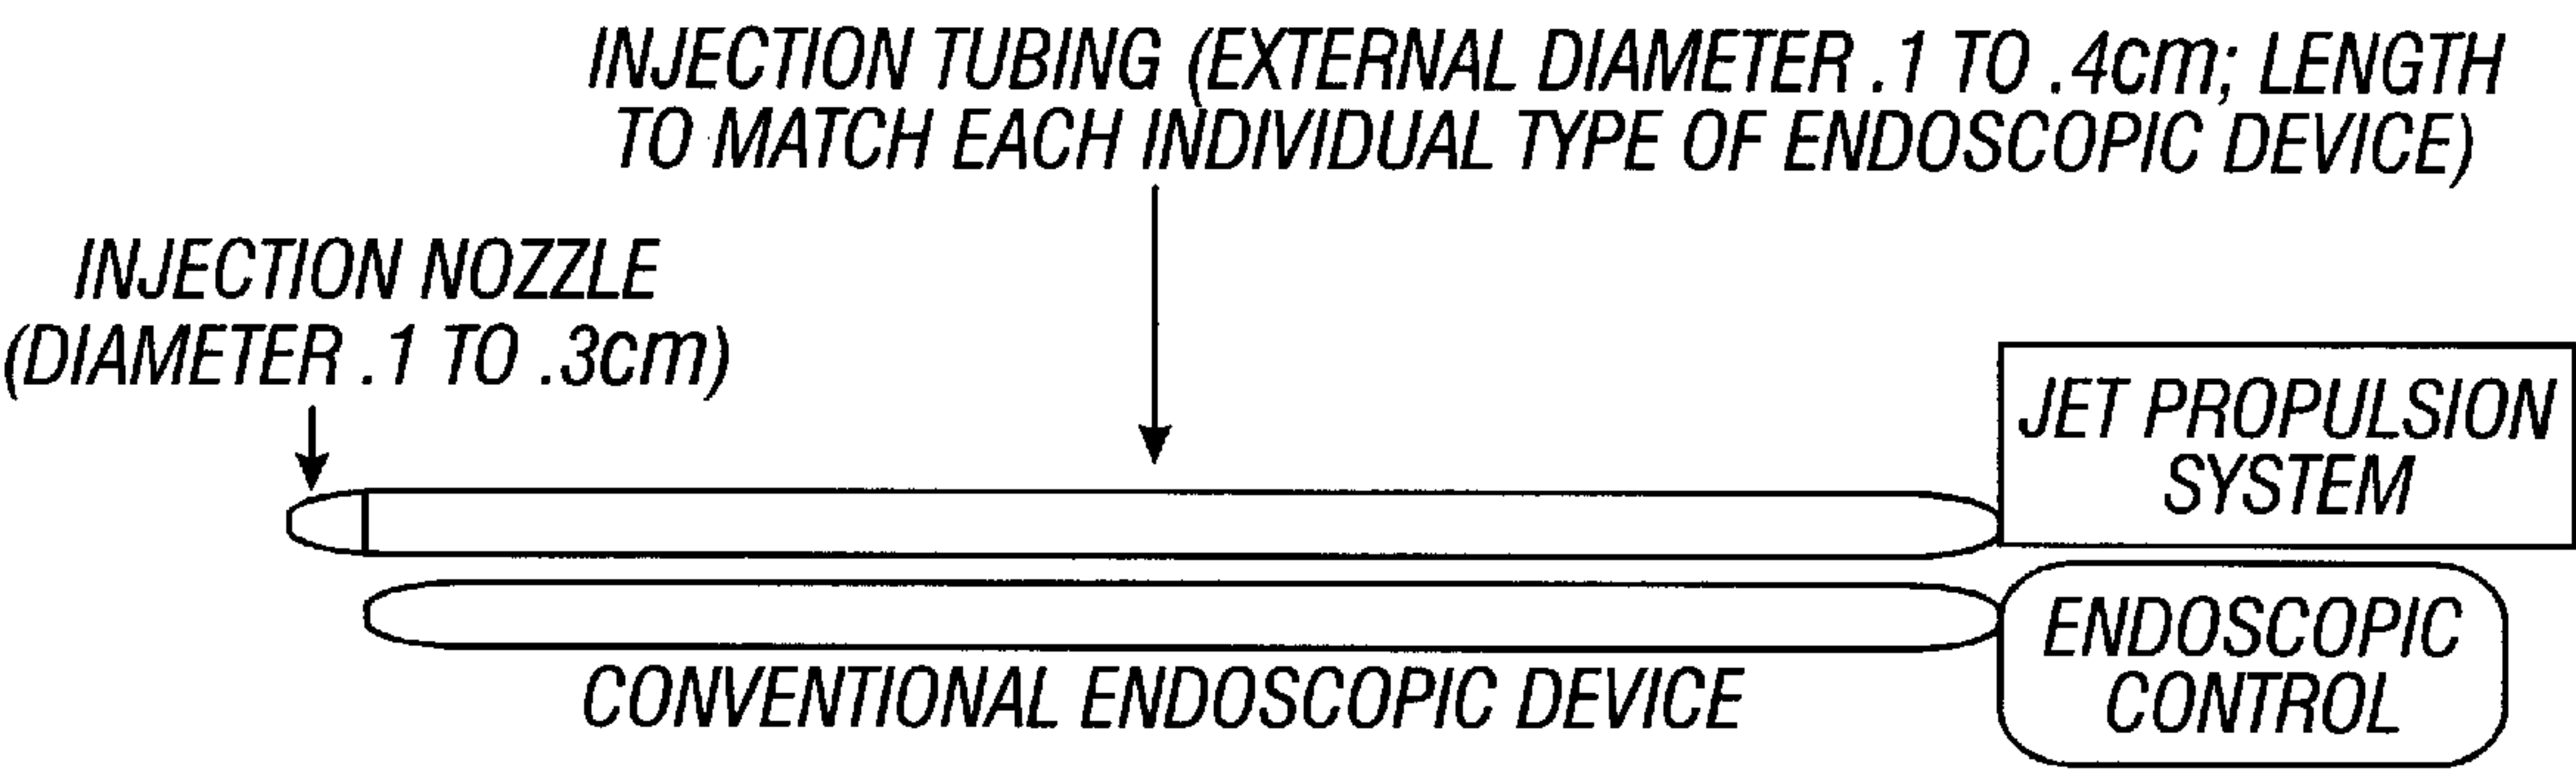 INJECTION TUBING (EXTERNAL DIAMETER .1 TO .4cm; LENGTH
TO MATCH EACH INDIVIDUAL TYPE OF ENDOSCOPIC DEVICE)
INJECTION NOZZLE
(DIAMETER .1 TO .3cm)
JET PROPULSION
SYSTEM
ENDOSCOPIC
CONTROL
CONVENTIONAL ENDOSCOPIC DEVICE